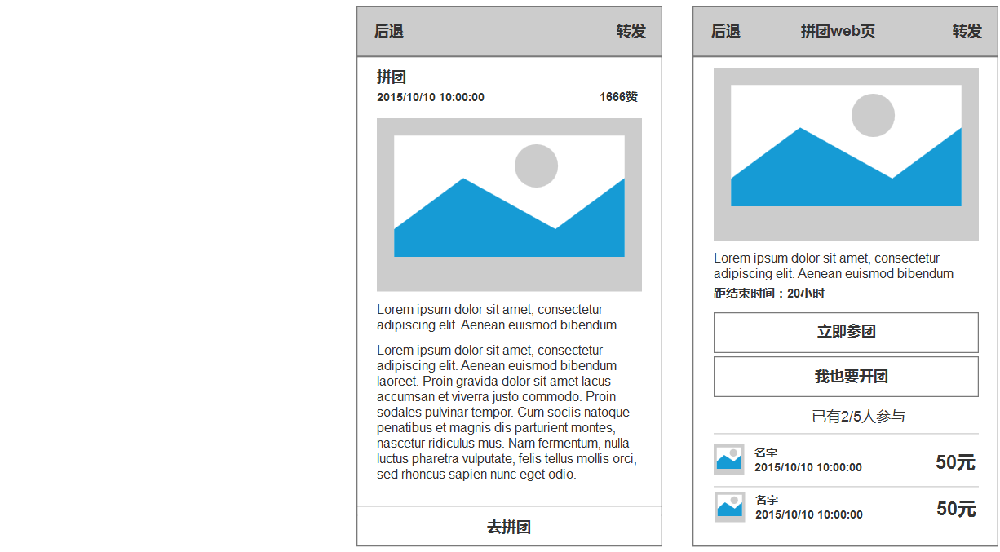 后退 转发
拼团
2015/10/10 10:00:00 1666赞
Lorem ipsum dolor sit amet, consectetur
adipiscing elit. Aenean euismod bibendum
Lorem ipsum dolor sit amet, consectetur
adipiscing elit. Aenean euismod bibendum
laoreet. Proin gravida dolor sit amet lacus
accumsan et viverra justo commodo. Proin
sodales pulvinar tempor. Cum sociis natoque
penatibus et magnis dis parturient montes,
nascetur ridiculus mus. Nam fermentum, nulla
luctus pharetra vulputate, felis tellus mollis orci,
sed rhoncus sapien nunc eget odio.
去拼团
后退 拼团web页 转发
Lorem ipsum dolor sit amet, consectetur
adipiscing elit. Aenean euismod bibendum
距结束时间：20小时
立即参团
我也要开团
已有2/5人参与
名字
2015/10/10 10:00:00 50元
名字
2015/10/10 10:00:00 50元